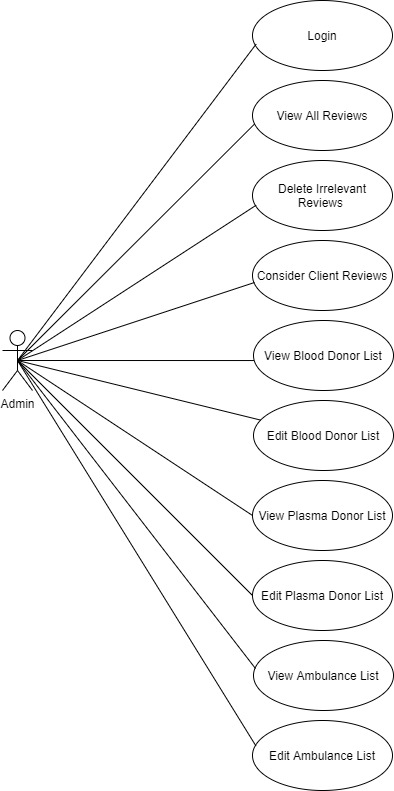 Login
View All Reviews
Delete Irrelevant
Reviews
Consider Client Reviews
View Blood Donor List
Admin
Edit Blood Donor List
View Plasma Donor List
Edit Plasma Donor List
View Ambulance List
Edit Ambulance List